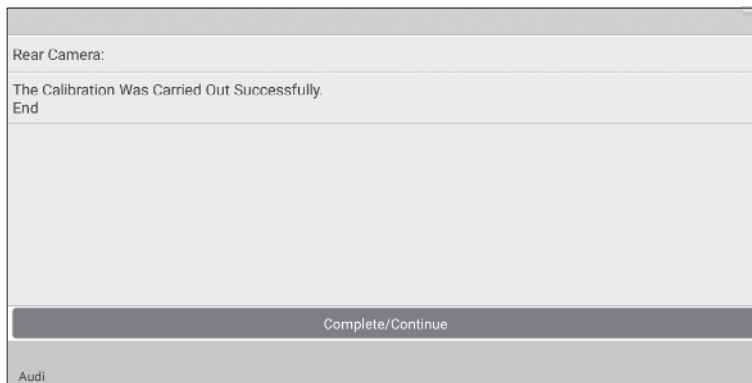 Rear Camera:
The Calibration Was Carried Out Successfully.
End
Complete/Continue
Audi